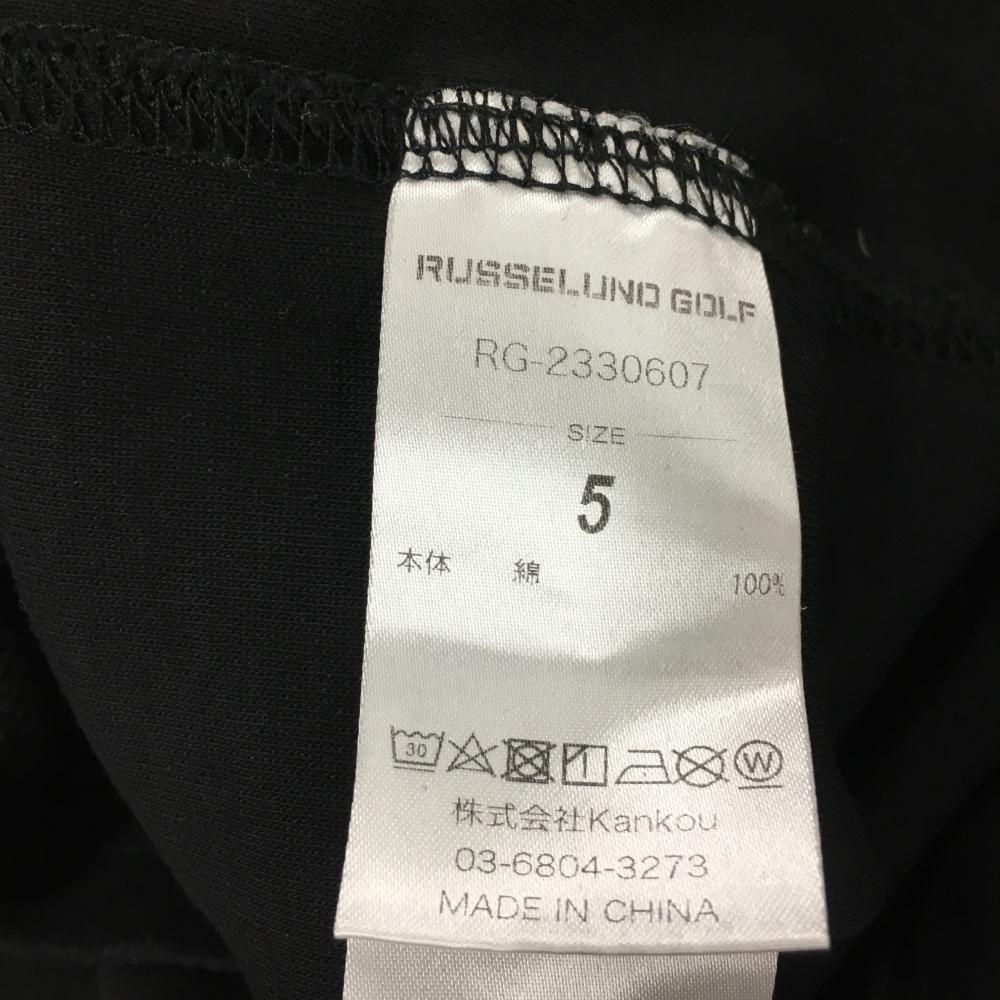 RUSSELUNO GOLF
RG-2330607
SIZE
5
本体 綿 100%
30 W
株式会社Kankou
03-6804-3273
MADE IN CHINA